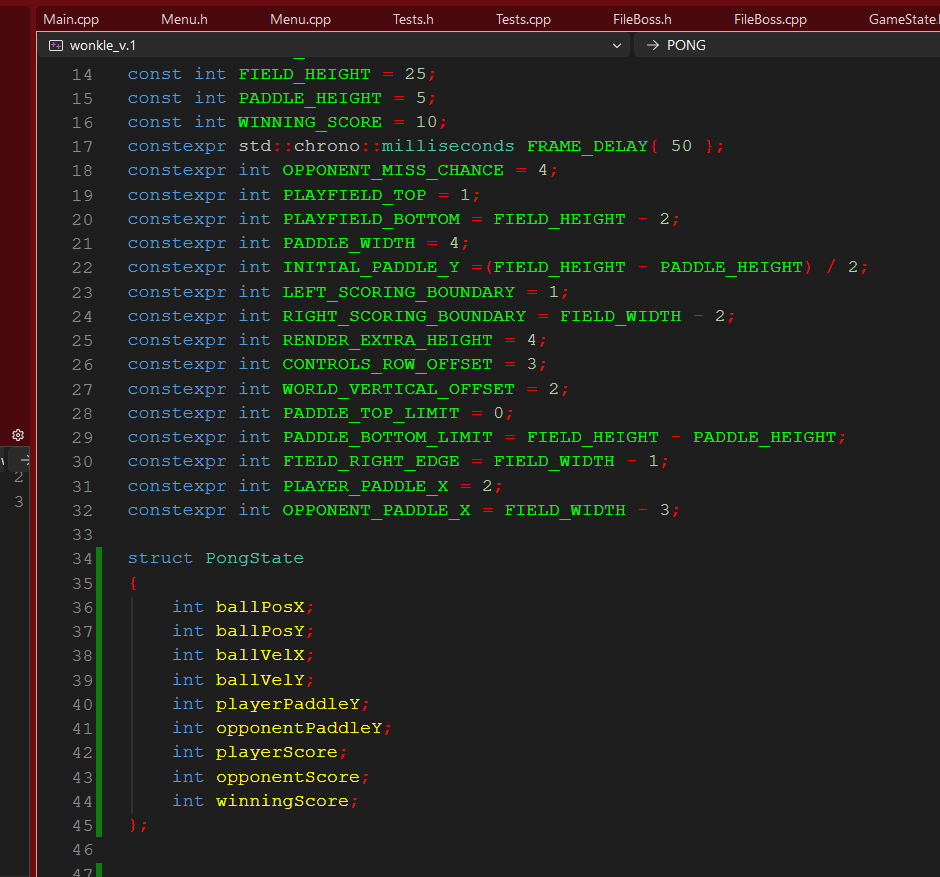 Main.cpp Menu.h Menu.cpp Tests.h Tests.cpp FileBoss.h FileBoss.cpp GameState.
wonkle_v.1 PONG
14 const int FIELD_HEIGHT = 25;
15 const int PADDLE_HEIGHT = 5;
16 const int WINNING_SCORE = 10;
17 constexpr std::chrono::milliseconds FRAME_DELAY{ 50 };
18 constexpr int OPPONENT_MISS_CHANCE = 4;
19 constexpr int PLAYFIELD_TOP = 1;
20 constexpr int PLAYFIELD_BOTTOM = FIELD_HEIGHT - 2;
21 constexpr int PADDLE_WIDTH = 4;
22 constexpr int INITIAL_PADDLE_Y =(FIELD_HEIGHT - PADDLE_HEIGHT) / 2;
23 constexpr int LEFT_SCORING_BOUNDARY = 1;
24 constexpr int RIGHT_SCORING_BOUNDARY = FIELD_WIDTH - 2;
25 constexpr int RENDER_EXTRA_HEIGHT = 4;
26 constexpr int CONTROLS_ROW_OFFSET = 3;
27 constexpr int WORLD_VERTICAL_OFFSET = 2;
28 constexpr int PADDLE_TOP_LIMIT = 0;
29 constexpr int PADDLE_BOTTOM_LIMIT = FIELD_HEIGHT - PADDLE_HEIGHT;
30 constexpr int FIELD_RIGHT_EDGE = FIELD_WIDTH - 1;
31 constexpr int PLAYER_PADDLE_X = 2;
32 constexpr int OPPONENT_PADDLE_X = FIELD_WIDTH - 3;
33
34 struct PongState
35 {
36 int ballPosX;
37 int ballPosY;
38 int ballVelX;
39 int ballVelY;
40 int playerPaddleY;
41 int opponentPaddleY;
42 int playerScore;
43 int opponentScore;
44 int winningScore;
45 };
46
47
2
3